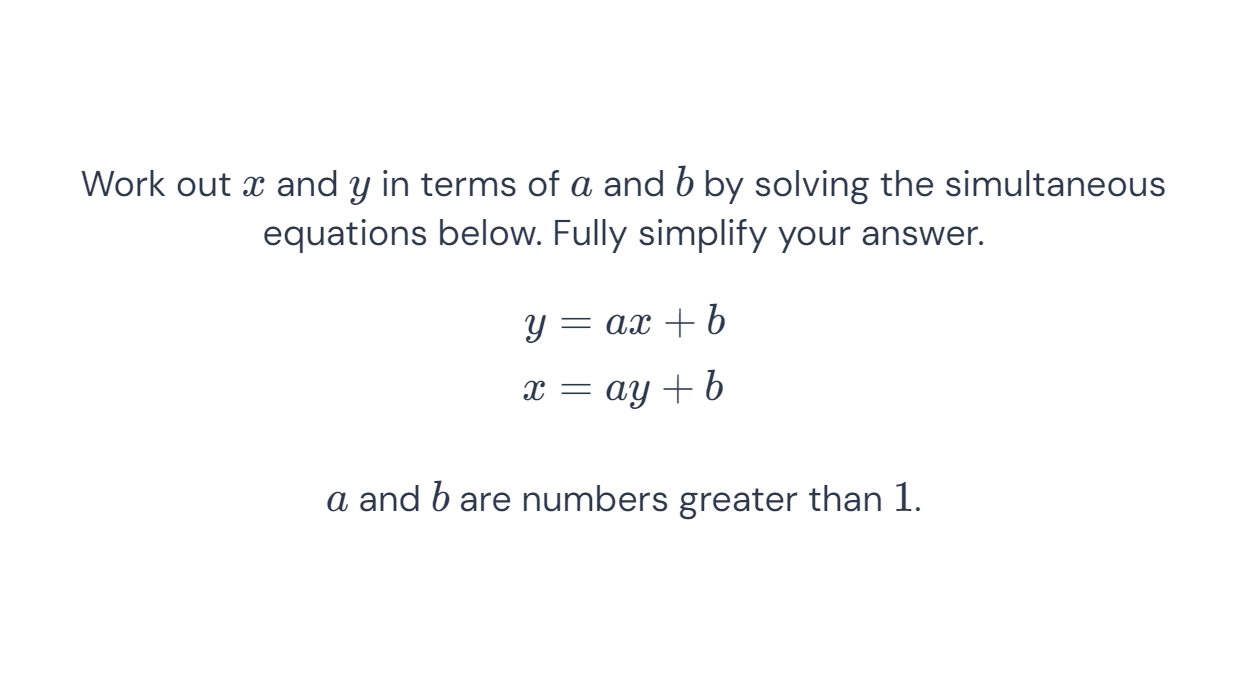 Work out x and y in terms of a and b by solving the simultaneous
equations below. Fully simplify your answer.
y = ax + b
x = ay + b
a and b are numbers greater than 1.